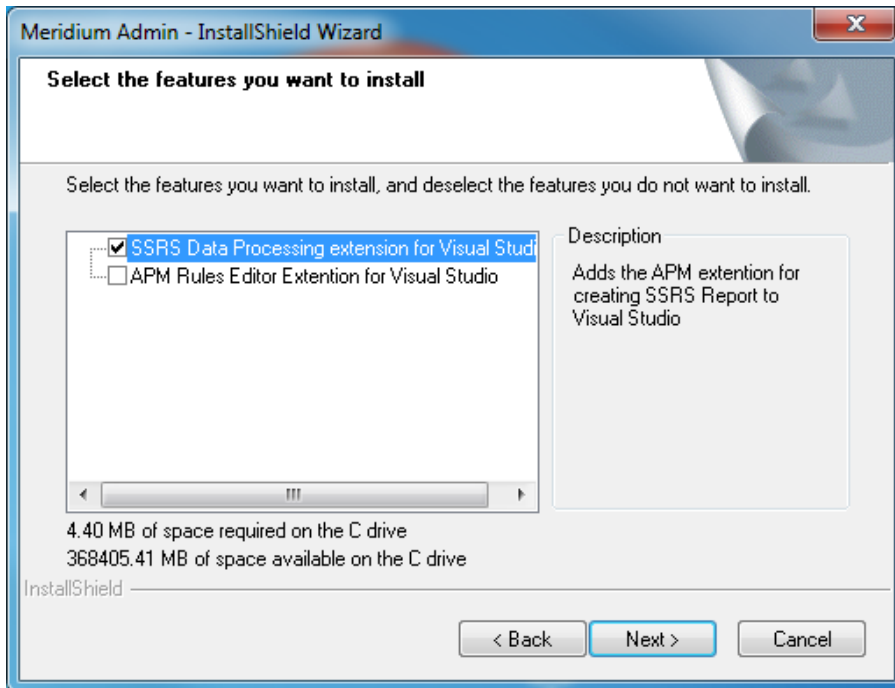 Meridium Admin - InstallShield Wizard
Select the features you want to install
Select the features you want to install, and deselect the features you do not want to install.
SSRS Data Processing extension for Visual Studi
APM Rules Editor Extention for Visual Studio
Description
Adds the APM extention for
creating SSRS Report to
Visual Studio
4.40 MB of space required on the C drive
368405.41 MB of space available on the C drive
InstallShield
< Back
Next >
Cancel